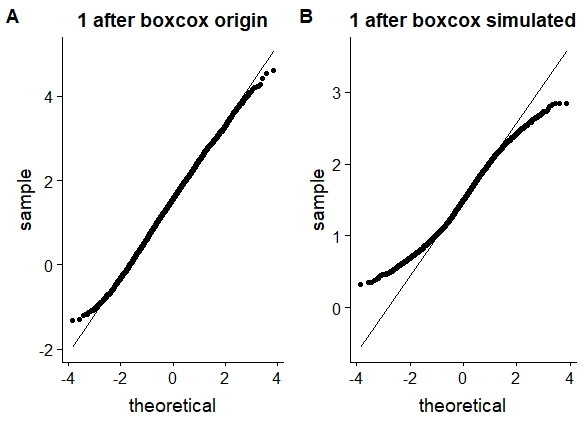 A
1 after boxcox origin
sample
4
2
0
-2
-4
-2
0
2
4
theoretical
B
1 after boxcox simulated
sample
3
2
1
0
-4
-2
0
2
4
theoretical